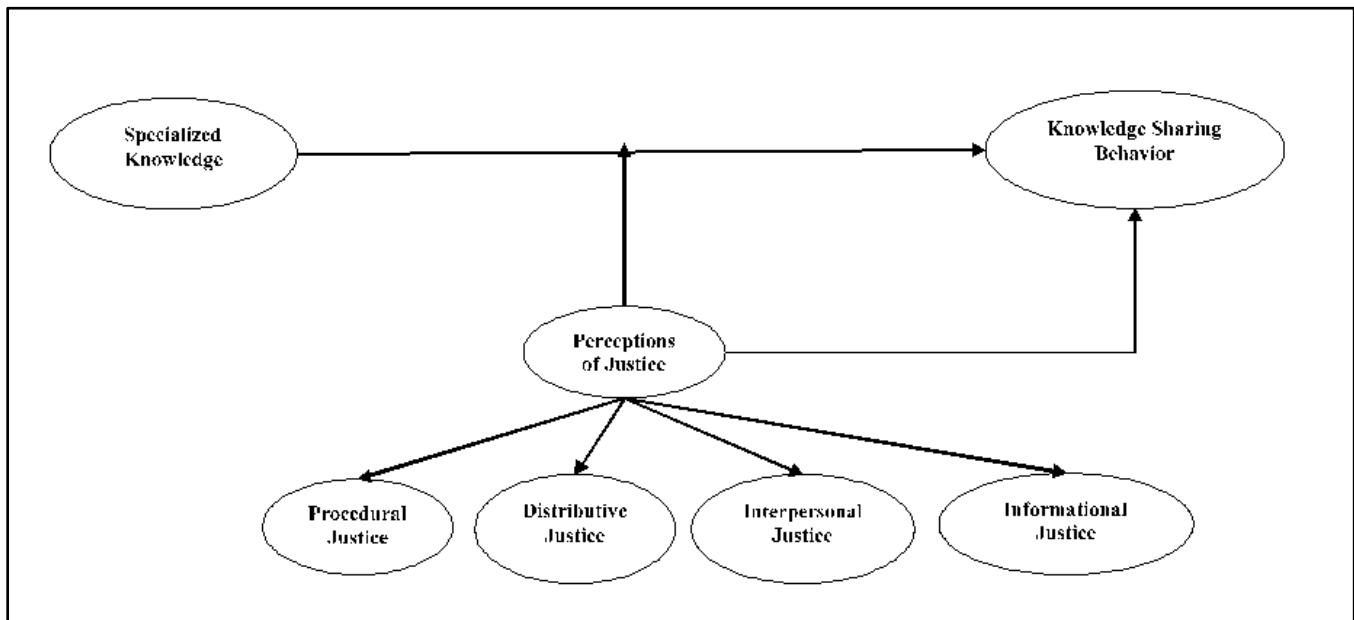 Specialized
Knowledge
Knowledge Sharing
Behavior
Perceptions
of Justice
Procedural
Justice
Distributive
Justice
Interpersonal
Justice
Informational
Justice